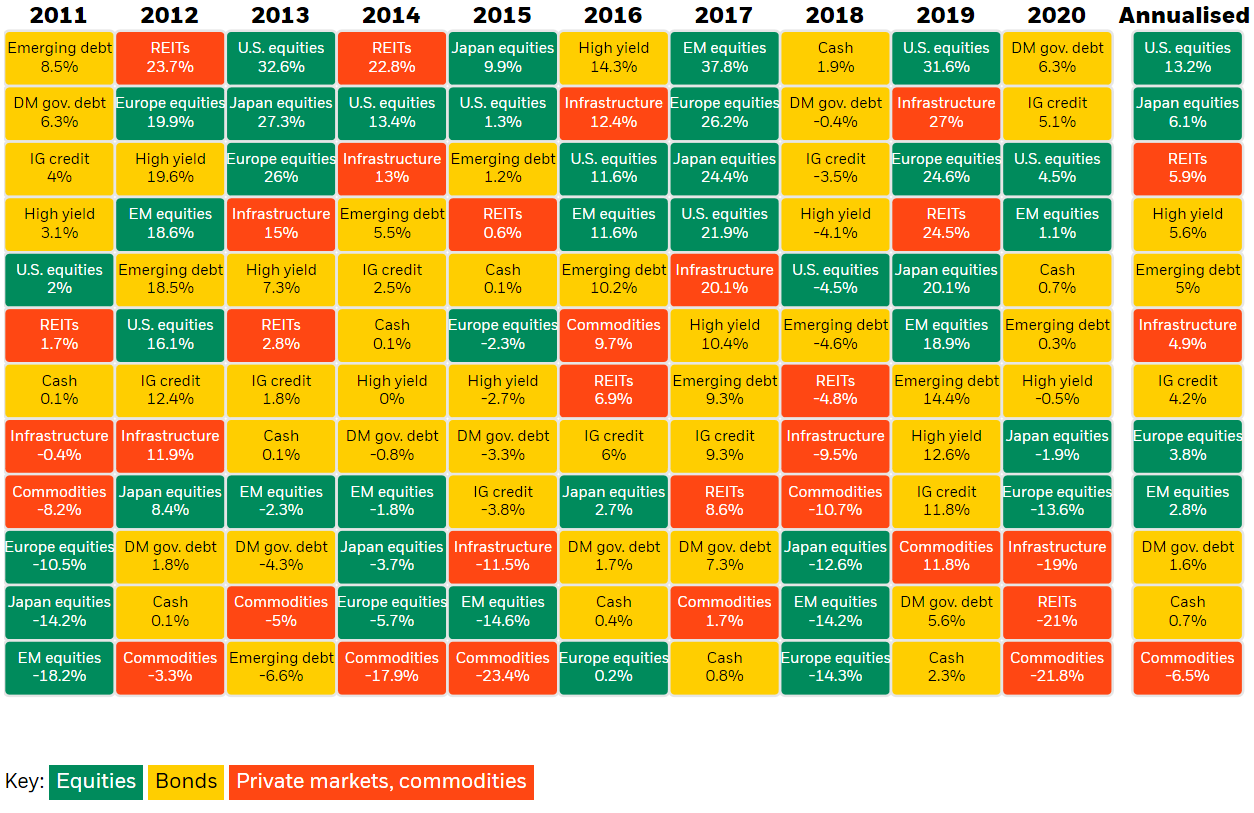 2011 2012 2013 2014 2015 2016 2017 2018 2019 2020 Annualised
Emerging debt REITs U.S. equities REITs Japan equities High yield EM equities Cash U.S. equities DM gov. debt U.S. equities
8.5% 23.7% 32.6% 22.8% 9.9% 14.3% 37.8% 1.9% 31.6% 6.3% 13.2%
DM gov. debt Europe equities Japan equities U.S. equities U.S. equities Infrastructure Europe equities DM gov. debt Infrastructure IG credit Japan equities
6.3% 19.9% 27.3% 13.4% 1.3% 12.4% 26.2% -0.4% 27% 5.1% 6.1%
IG credit High yield Europe equities Infrastructure Emerging debt U.S. equities Japan equities IG credit Europe equities U.S. equities REITs
4% 19.6% 26% 13% 1.2% 11.6% 24.4% -3.5% 24.6% 4.5% 5.9%
High yield EM equities Infrastructure Emerging debt REITs EM equities U.S. equities High yield REITs EM equities High yield
3.1% 18.6% 15% 5.5% 0.6% 11.6% 21.9% -4.1% 24.5% 1.1% 5.6%
U.S. equities Emerging debt High yield IG credit Cash Emerging debt Infrastructure U.S. equities Japan equities Cash Emerging debt
2% 18.5% 7.3% 2.5% 0.1% 10.2% 20.1% -4.5% 20.1% 0.7% 5%
REITs U.S. equities REITs Cash Europe equities Commodities High yield Emerging debt EM equities Emerging debt Infrastructure
1.7% 16.1% 2.8% 0.1% -2.3% 9.7% 10.4% -4.6% 18.9% 0.3% 4.9%
Cash IG credit IG credit High yield High yield REITs Emerging debt REITs Emerging debt High yield IG credit
0.1% 12.4% 1.8% 0% -2.7% 6.9% 9.3% -4.8% 14.4% -0.5% 4.2%
Infrastructure Infrastructure Cash DM gov. debt DM gov. debt IG credit IG credit Infrastructure High yield Japan equities Europe equities
-0.4% 11.9% 0.1% -0.8% -3.3% 6% 9.3% -9.5% 12.6% -1.9% 3.8%
Commodities Japan equities EM equities EM equities IG credit Japan equities REITs Commodities IG credit Europe equities EM equities
-8.2% 8.4% -2.3% -1.8% -3.8% 2.7% 8.6% -10.7% 11.8% -13.6% 2.8%
Europe equities DM gov. debt DM gov. debt Japan equities Infrastructure DM gov. debt DM gov. debt Japan equities Commodities Infrastructure DM gov. debt
-10.5% 1.8% -4.3% -3.7% -11.5% 1.7% 7.3% -12.6% 11.8% -19% 1.6%
Japan equities Cash Commodities Europe equities EM equities Cash Commodities EM equities DM gov. debt REITs Cash
-14.2% 0.1% -5% -5.7% -14.6% 0.4% 1.7% -14.2% 5.6% -21% 0.7%
EM equities Commodities Emerging debt Commodities Commodities Europe equities Cash Europe equities Cash Commodities Commodities
-18.2% -3.3% -6.6% -17.9% -23.4% 0.2% 0.8% -14.3% 2.3% -21.8% -6.5%
Key: Equities Bonds Private markets, commodities